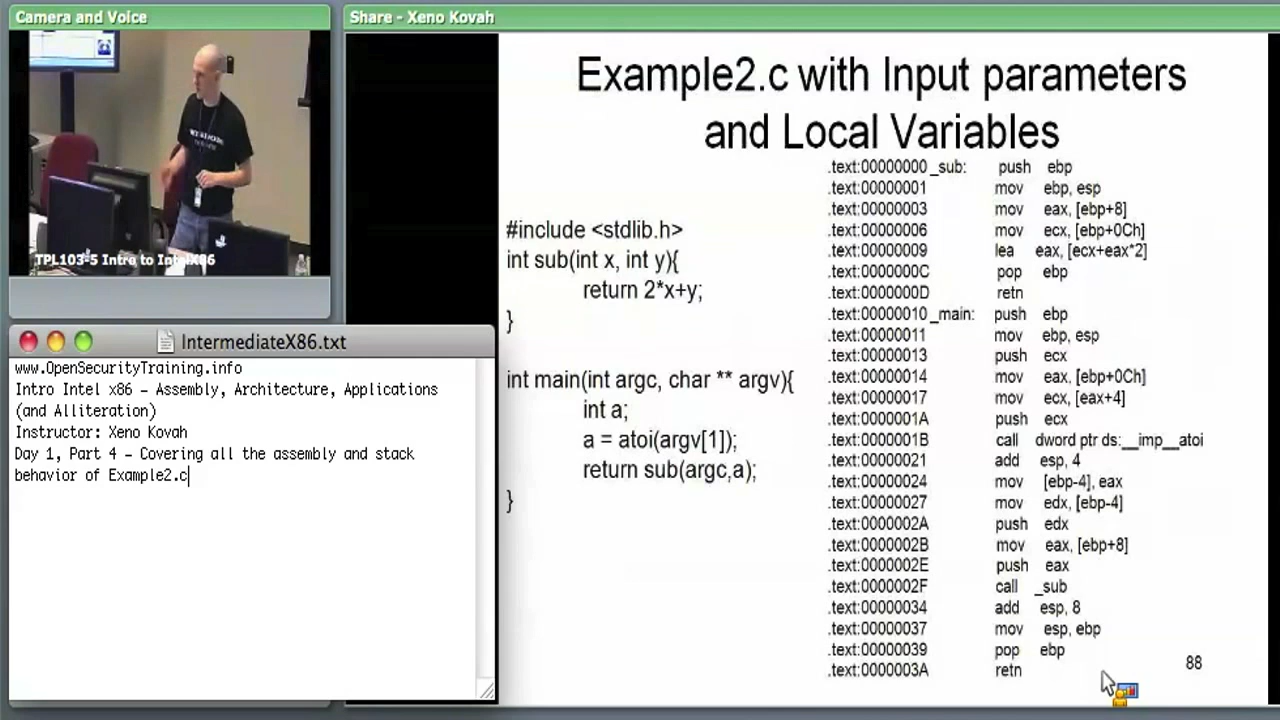 Camera and Voice
TPL103-5 Intro to IntelX86
IntermediateX86.txt
www.OpenSecurityTraining.info
Intro Intel x86 – Assembly, Architecture, Applications
(and Alliteration)
Instructor: Xeno Kovah
Day 1, Part 4 – Covering all the assembly and stack
behavior of Example2.c
Share - Xeno Kovah
Example2.c with Input parameters
and Local Variables
#include <stdlib.h>
int sub(int x, int y){
return 2*x+y;
}
int main(int argc, char ** argv){
int a;
a = atoi(argv[1]);
return sub(argc,a);
}
.text:00000000 _sub: push ebp
.text:00000001 mov ebp, esp
.text:00000003 mov eax, [ebp+8]
.text:00000006 mov ecx, [ebp+0Ch]
.text:00000009 lea eax, [ecx+eax*2]
.text:0000000C pop ebp
.text:0000000D retn
.text:00000010 _main: push ebp
.text:00000011 mov ebp, esp
.text:00000013 push ecx
.text:00000014 mov eax, [ebp+0Ch]
.text:00000017 mov ecx, [eax+4]
.text:0000001A push ecx
.text:0000001B call dword ptr ds:__imp__atoi
.text:00000021 add esp, 4
.text:00000024 mov [ebp-4], eax
.text:00000027 mov edx, [ebp-4]
.text:0000002A push edx
.text:0000002B mov eax, [ebp+8]
.text:0000002E push eax
.text:0000002F call _sub
.text:00000034 add esp, 8
.text:00000037 mov esp, ebp
.text:00000039 pop ebp
.text:0000003A retn
88